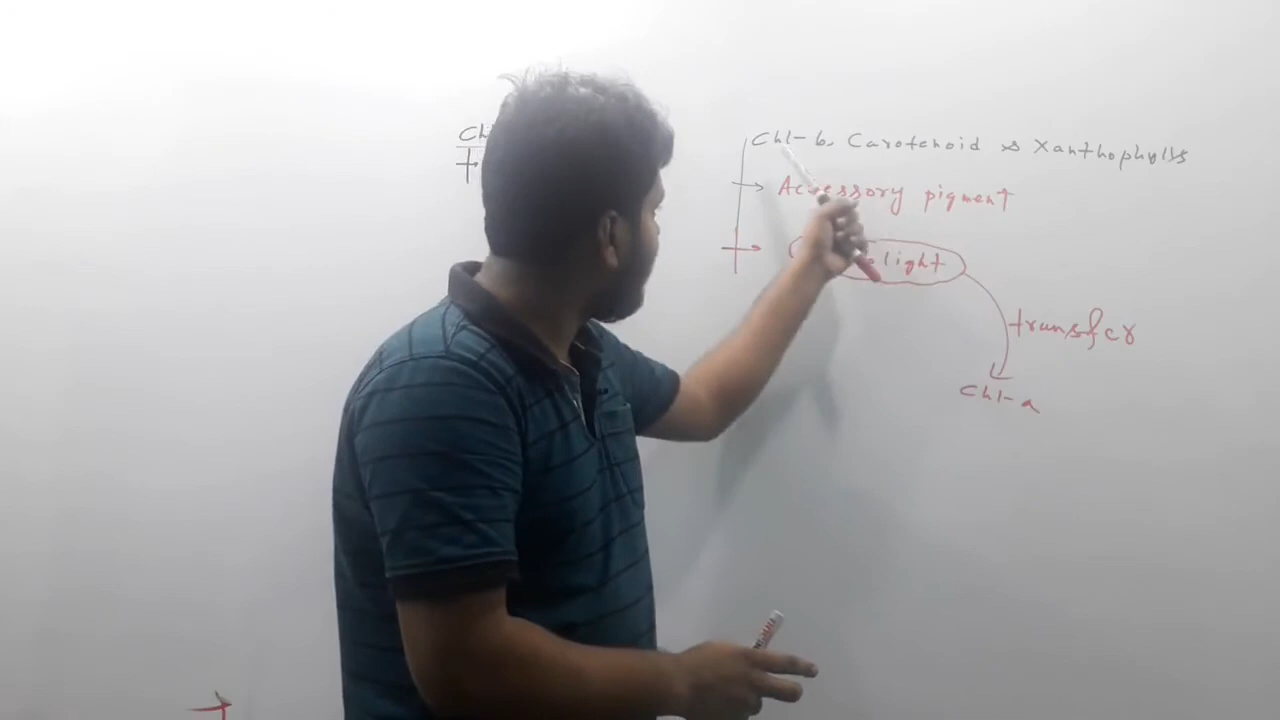 Chl-b, Carotenoid & Xanthophylls
Accessory pigment
light
transfer
Chl-a